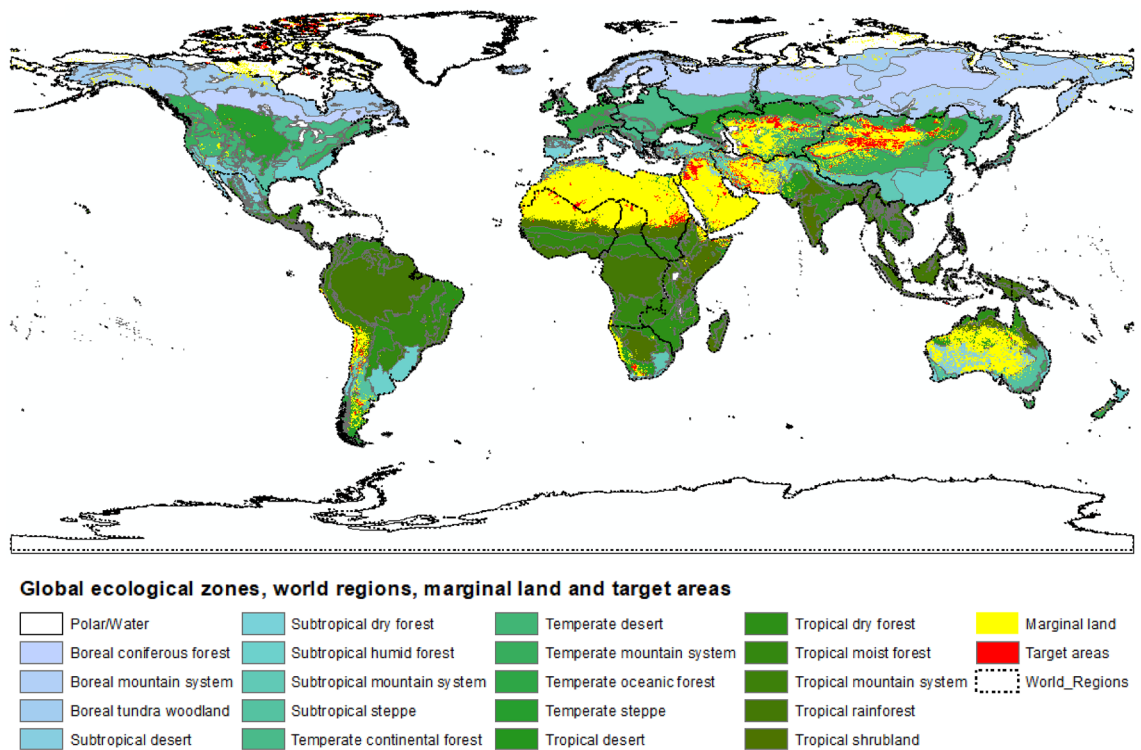 Global ecological zones, world regions, marginal land and target areas
Polar/Water
Boreal coniferous forest
Boreal mountain system
Boreal tundra woodland
Subtropical desert
Subtropical dry forest
Subtropical humid forest
Subtropical mountain system
Subtropical steppe
Temperate continental forest
Temperate desert
Temperate mountain system
Temperate oceanic forest
Temperate steppe
Tropical desert
Tropical dry forest
Tropical moist forest
Tropical mountain system
Tropical rainforest
Tropical shrubland
Marginal land
Target areas
World_Regions